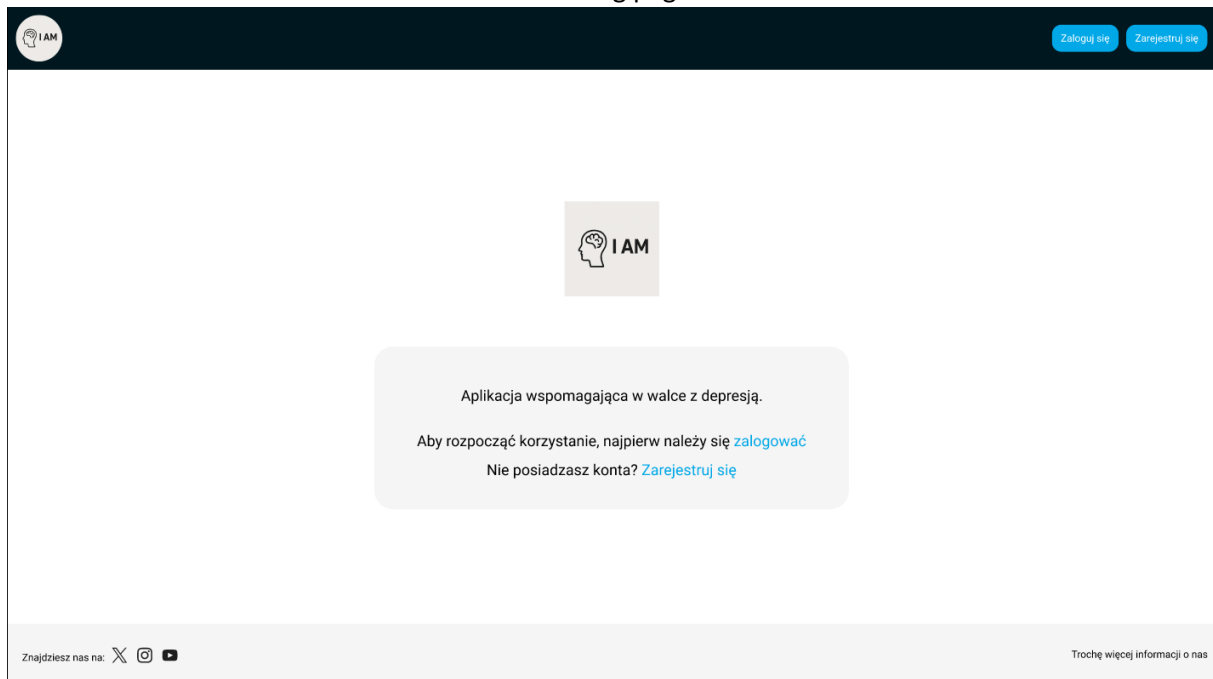 I AM
Zaloguj się
Zarejestruj się
I AM
Aplikacja wspomagająca w walce z depresją.
Aby rozpocząć korzystanie, najpierw należy się zalogować
Nie posiadzasz konta? Zarejestruj się
Znajdziesz nas na:
Trochę więcej informacji o nas